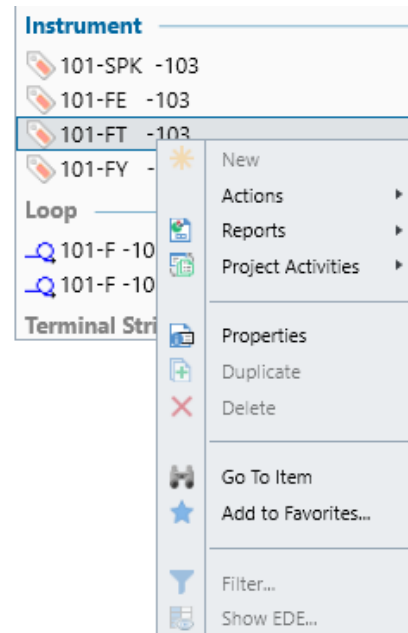 Instrument
101-SPK -103
101-FE -103
101-FT -103
101-FY -
Loop
101-F -10
101-F -10
Terminal Stri
New
Actions
Reports
Project Activities
Properties
Duplicate
Delete
Go To Item
Add to Favorites...
Filter...
Show EDE...